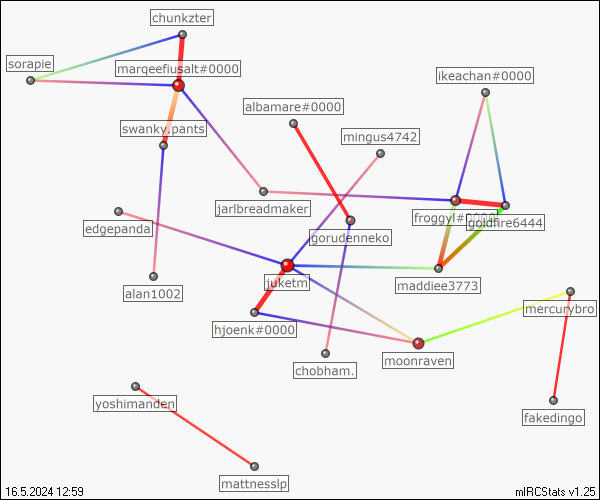 chunkzter
sorapie
marqeefiusalt#0000
ikeachan#0000
albamare#0000
swanky.pants
mingus4742
jarlbreadmaker
edgepanda
froggyl#0000
goldfire6444
gorudenneko
juketm
alan1002
maddiee3773
mercurybro
hjoenk#0000
moonraven
chobham.
yoshimanden
fakedingo
mattnesslp
16.5.2024 12:59
mIRCStats v1.25